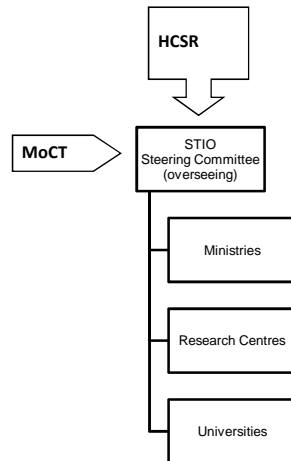 HCSR
MoCT
STIO
Steering Committee
(overseeing)
Ministries
Research Centres
Universities